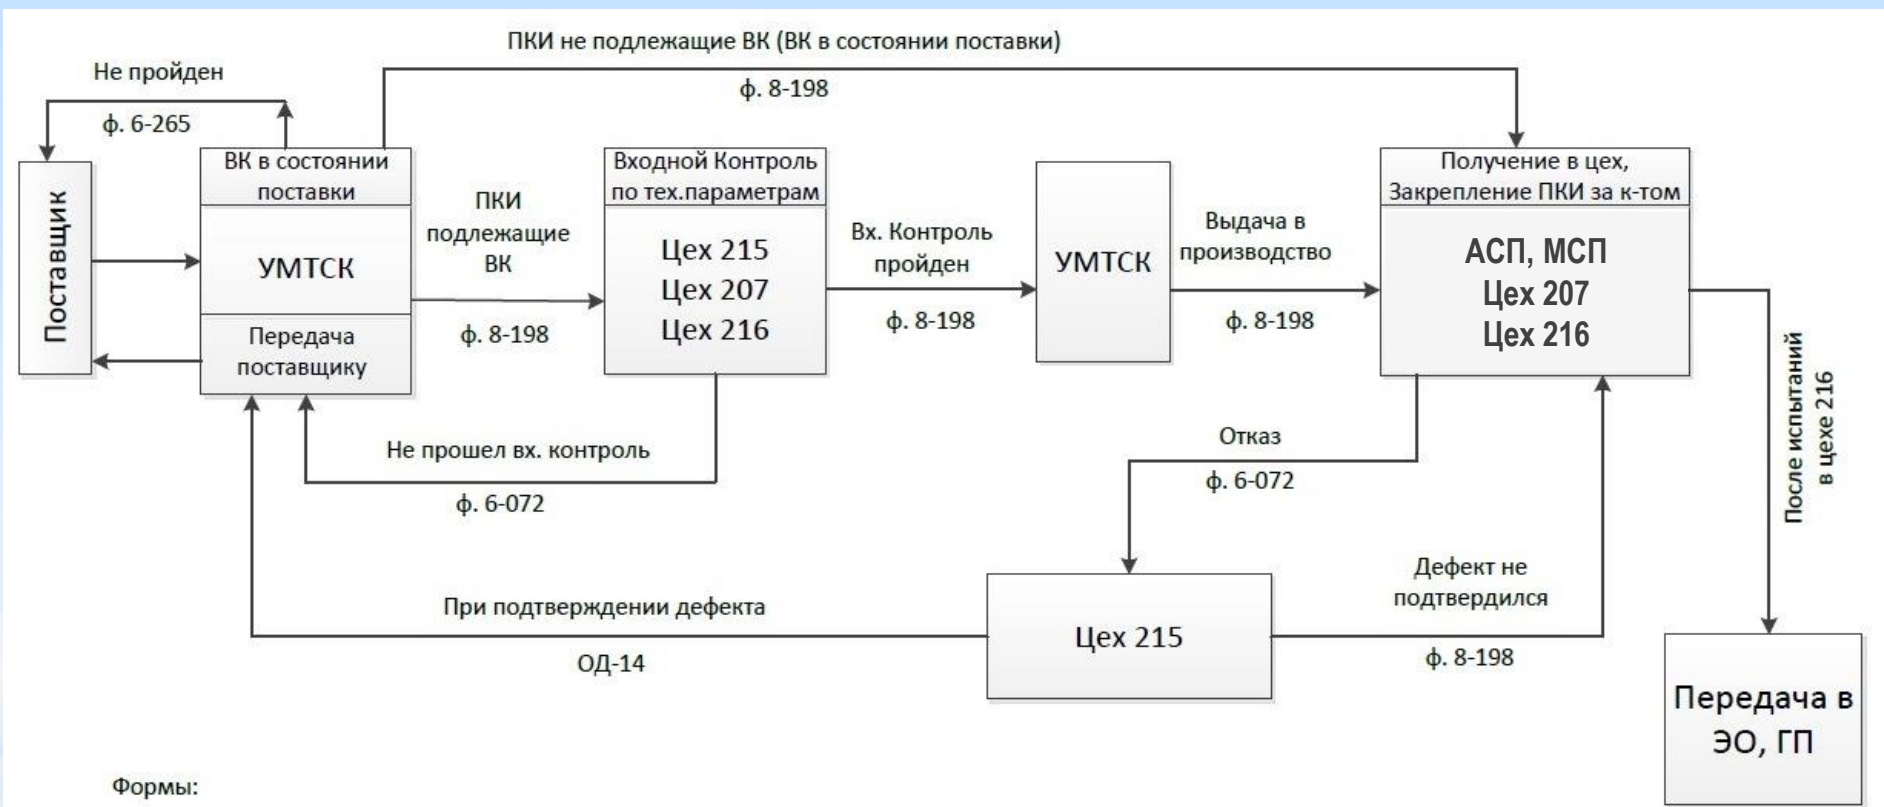 ПКИ не подлежащие ВК (ВК в состоянии поставки)
ф. 8-198
Не пройден
ф. 6-265
Поставщик
ВК в состоянии
поставки
УМТСК
Передача
поставщику
ПКИ
подлежащие
ВК
ф. 8-198
Входной Контроль
по тех.параметрам
Цех 215
Цех 207
Цех 216
Вх. Контроль
пройден
ф. 8-198
УМТСК
Выдача в
производство
ф. 8-198
Получение в цех,
Закрепление ПКИ за к-том
АСП, МСП
Цех 207
Цех 216
После испытаний
в цехе 216
Не прошел вх. контроль
ф. 6-072
Отказ
ф. 6-072
При подтверждении дефекта
ОД-14
Цех 215
Дефект не
подтвердился
ф. 8-198
Передача в
ЭО, ГП
Формы: